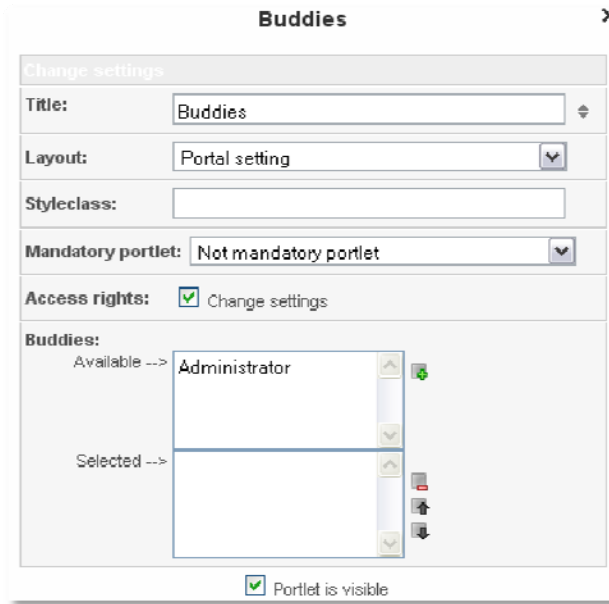 Buddies
Change settings
Title: Buddies
Layout: Portal setting
Styleclass:
Mandatory portlet: Not mandatory portlet
Access rights: Change settings
Buddies:
Available --> Administrator
Selected -->
Portlet is visible